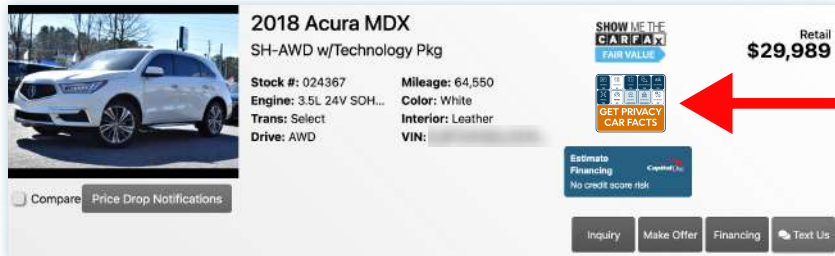 2018 Acura MDX
SH-AWD w/Technology Pkg
Stock #: 024367
Mileage: 64,550
Engine: 3.5L 24V SOH...
Color: White
Trans: Select
Interior: Leather
Drive: AWD
VIN:
SHOW ME THE
CARFAX
FAIR VALUE
Retail
$29,989
GET PRIVACY
CAR FACTS
Estimate
Financing
Capital One
No credit score risk
Compare
Price Drop Notifications
Inquiry
Make Offer
Financing
Text Us